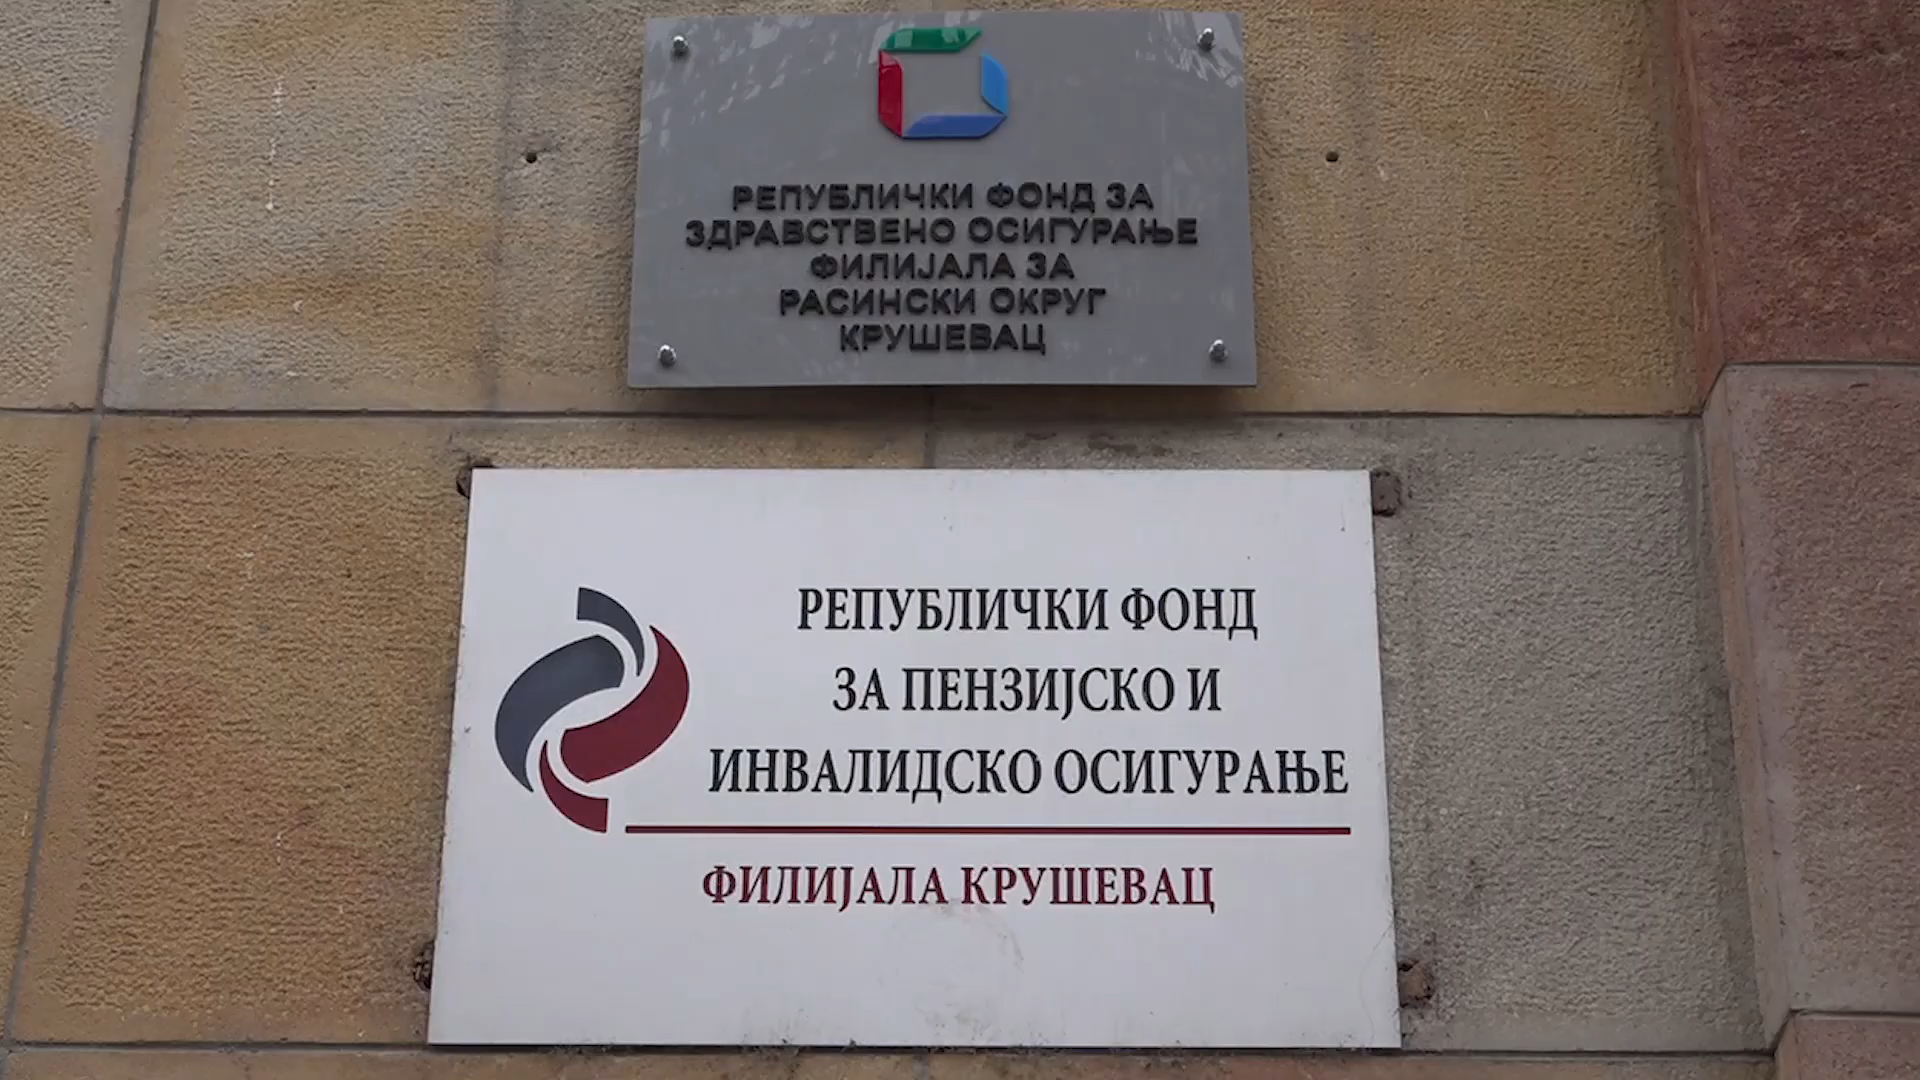 РЕПУБЛИЧКИ ФОНД ЗА
ЗДРАВСТВЕНО ОСИГУРАЊЕ
ФИЛИЈАЛА ЗА
РАСИНСКИ ОКРУГ
КРУШЕВАЦ
РЕПУБЛИЧКИ ФОНД
ЗА ПЕНЗИЈСКО И
ИНВАЛИДСКО ОСИГУРАЊЕ
ФИЛИЈАЛА КРУШЕВАЦ